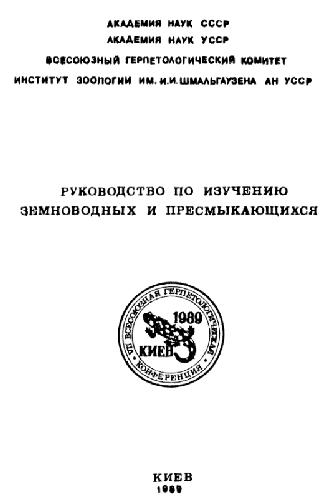 АКАДЕМИЯ НАУК СССР
АКАДЕМИЯ НАУК УССР
ВСЕСОЮЗНЫЙ ГЕРПЕТОЛОГИЧЕСКИЙ КОМИТЕТ
ИНСТИТУТ ЗООЛОГИИ ИМ. И.И.ШМАЛЬГАУЗЕНА АН УССР
РУКОВОДСТВО ПО ИЗУЧЕНИЮ
ЗЕМНОВОДНЫХ И ПРЕСМЫКАЮЩИХСЯ
VII ВСЕСОЮЗНАЯ ГЕРПЕТОЛОГИЧЕСКАЯ
КОНФЕРЕНЦИЯ
1989
КИЕВ
КИЕВ
1989